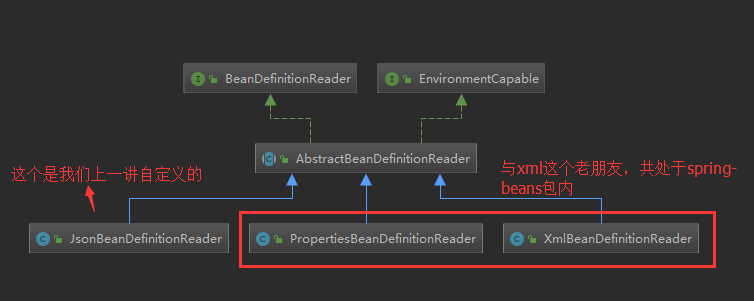 BeanDefinitionReader
EnvironmentCapable
AbstractBeanDefinitionReader
这个是我们上一讲自定义的
与xml这个老朋友，共处于spring-
beans包内
JsonBeanDefinitionReader
PropertiesBeanDefinitionReader
XmlBeanDefinitionReader